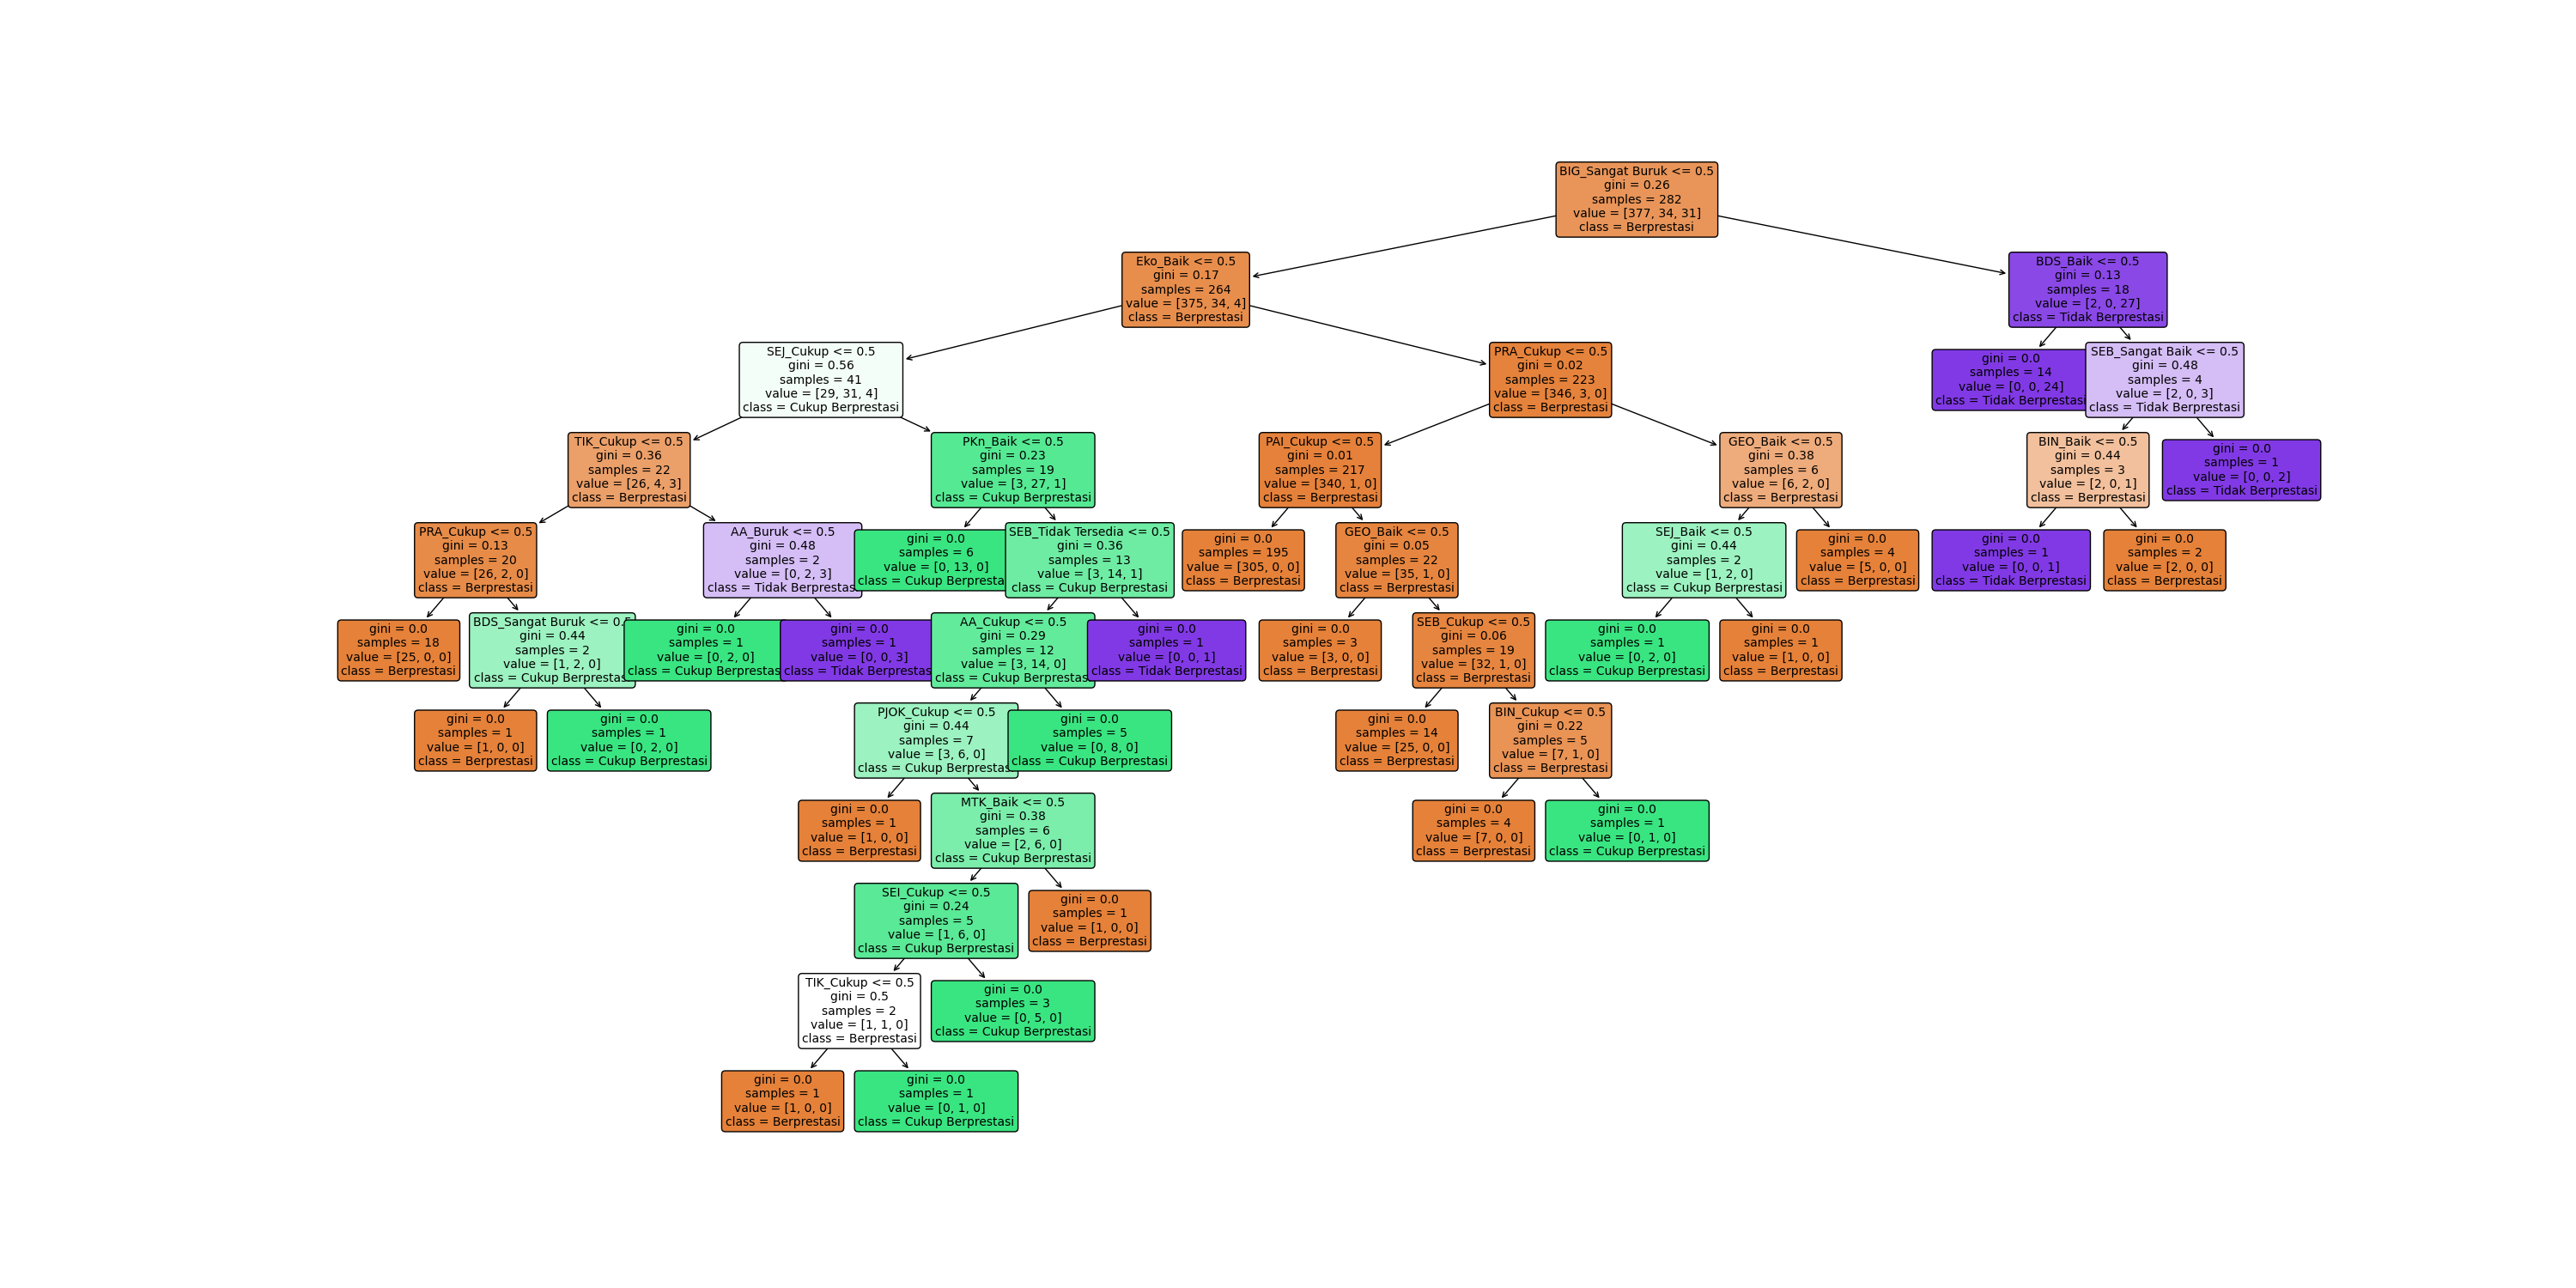 BIG_Sangat Buruk <= 0.5
gini = 0.26
samples = 282
value = [377, 34, 31]
class = Berprestasi
Eko_Baik <= 0.5
gini = 0.17
samples = 264
value = [375, 34, 4]
class = Berprestasi
BDS_Baik <= 0.5
gini = 0.13
samples = 18
value = [2, 0, 27]
class = Tidak Berprestasi
SEJ_Cukup <= 0.5
gini = 0.56
samples = 41
value = [29, 31, 4]
class = Cukup Berprestasi
PRA_Cukup <= 0.5
gini = 0.02
samples = 223
value = [346, 3, 0]
class = Berprestasi
gini = 0.0
samples = 14
value = [0, 0, 24]
class = Tidak Berprestasi
SEB_Sangat Baik <= 0.5
gini = 0.48
samples = 4
value = [2, 0, 3]
class = Tidak Berprestasi
TIK_Cukup <= 0.5
gini = 0.36
samples = 22
value = [26, 4, 3]
class = Berprestasi
PKn_Baik <= 0.5
gini = 0.23
samples = 19
value = [3, 27, 1]
class = Cukup Berprestasi
PAI_Cukup <= 0.5
gini = 0.01
samples = 217
value = [340, 1, 0]
class = Berprestasi
GEO_Baik <= 0.5
gini = 0.38
samples = 6
value = [6, 2, 0]
class = Berprestasi
BIN_Baik <= 0.5
gini = 0.44
samples = 3
value = [2, 0, 1]
class = Berprestasi
gini = 0.0
samples = 1
value = [0, 0, 2]
class = Tidak Berprestasi
PRA_Cukup <= 0.5
gini = 0.13
samples = 20
value = [26, 2, 0]
class = Berprestasi
AA_Buruk <= 0.5
gini = 0.48
samples = 2
value = [0, 2, 3]
class = Tidak Berprestas
gini = 0.0
samples = 6
value = [0, 13, 0]
class = Cukup Berpresta
SEB_Tidak Tersedia <= 0.5
gini = 0.36
samples = 13
value = [3, 14, 1]
class = Cukup Berprestasi
gini = 0.0
samples = 195
value = [305, 0, 0]
class = Berprestasi
GEO_Baik <= 0.5
gini = 0.05
samples = 22
value = [35, 1, 0]
class = Berprestasi
SEJ_Baik <= 0.5
gini = 0.44
samples = 2
value = [1, 2, 0]
class = Cukup Berprestasi
gini = 0.0
samples = 4
value = [5, 0, 0]
class = Berprestasi
gini = 0.0
samples = 1
value = [0, 0, 1]
class = Tidak Berprestasi
gini = 0.0
samples = 2
value = [2, 0, 0]
class = Berprestasi
gini = 0.0
samples = 18
value = [25, 0, 0]
class = Berprestasi
BDS_Sangat Buruk <= 0.5
gini = 0.44
samples = 2
value = [1, 2, 0]
class = Cukup Berprestas
gini = 0.0
samples = 1
value = [0, 2, 0]
class = Cukup Berprestas
gini = 0.0
samples = 1
value = [0, 0, 3]
class = Tidak Berprestas
AA_Cukup <= 0.5
gini = 0.29
samples = 12
value = [3, 14, 0]
class = Cukup Berprestas
gini = 0.0
samples = 1
value = [0, 0, 1]
class = Tidak Berprestasi
gini = 0.0
samples = 3
value = [3, 0, 0]
class = Berprestasi
SEB_Cukup <= 0.5
gini = 0.06
samples = 19
value = [32, 1, 0]
class = Berprestasi
gini = 0.0
samples = 1
value = [0, 2, 0]
class = Cukup Berprestasi
gini = 0.0
samples = 1
value = [1, 0, 0]
class = Berprestasi
gini = 0.0
samples = 1
value = [1, 0, 0]
class = Berprestasi
gini = 0.0
samples = 1
value = [0, 2, 0]
class = Cukup Berprestasi
PJOK_Cukup <= 0.5
gini = 0.44
samples = 7
value = [3, 6, 0]
class = Cukup Berprestas
gini = 0.0
samples = 5
value = [0, 8, 0]
class = Cukup Berprestasi
gini = 0.0
samples = 14
value = [25, 0, 0]
class = Berprestasi
BIN_Cukup <= 0.5
gini = 0.22
samples = 5
value = [7, 1, 0]
class = Berprestasi
gini = 0.0
samples = 1
value = [1, 0, 0]
class = Berprestasi
MTK_Baik <= 0.5
gini = 0.38
samples = 6
value = [2, 6, 0]
class = Cukup Berprestasi
gini = 0.0
samples = 4
value = [7, 0, 0]
class = Berprestasi
gini = 0.0
samples = 1
value = [0, 1, 0]
class = Cukup Berprestasi
SEI_Cukup <= 0.5
gini = 0.24
samples = 5
value = [1, 6, 0]
class = Cukup Berprestasi
gini = 0.0
samples = 1
value = [1, 0, 0]
class = Berprestasi
TIK_Cukup <= 0.5
gini = 0.5
samples = 2
value = [1, 1, 0]
class = Berprestasi
gini = 0.0
samples = 3
value = [0, 5, 0]
class = Cukup Berprestasi
gini = 0.0
samples = 1
value = [1, 0, 0]
class = Berprestasi
gini = 0.0
samples = 1
value = [0, 1, 0]
class = Cukup Berprestasi